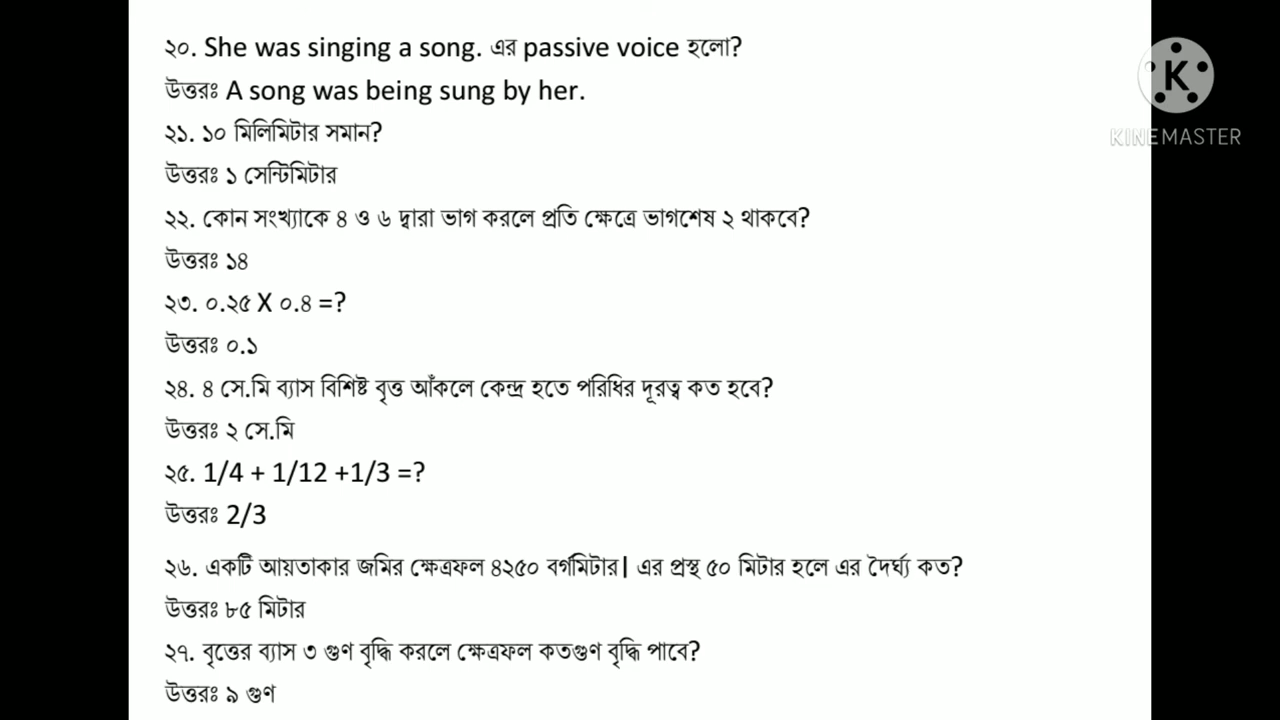 ২০. She was singing a song. এর passive voice হলো?
উত্তরঃ A song was being sung by her.
২১. ১০ মিলিমিটার সমান?
উত্তরঃ ১ সেন্টিমিটার
২২. কোন সংখ্যাকে ৪ ও ৬ দ্বারা ভাগ করলে প্রতি ক্ষেত্রে ভাগশেষ ২ থাকবে?
উত্তরঃ ১৪
২৩. ০.২৫ X ০.৪ =?
উত্তরঃ ০.১
২৪. ৪ সে.মি ব্যাস বিশিষ্ট বৃত্ত আঁকলে কেন্দ্র হতে পরিধির দূরত্ব কত হবে?
উত্তরঃ ২ সে.মি
২৫. 1/4 + 1/12 +1/3 =?
উত্তরঃ 2/3
২৬. একটি আয়তাকার জমির ক্ষেত্রফল ৪২৫০ বর্গমিটার| এর প্রস্থ ৫০ মিটার হলে এর দৈর্ঘ্য কত?
উত্তরঃ ৮৫ মিটার
২৭. বৃত্তের ব্যাস ৩ গুণ বৃদ্ধি করলে ক্ষেত্রফল কতগুণ বৃদ্ধি পাবে?
উত্তরঃ ৯ গুণ
K
KINEMASTER